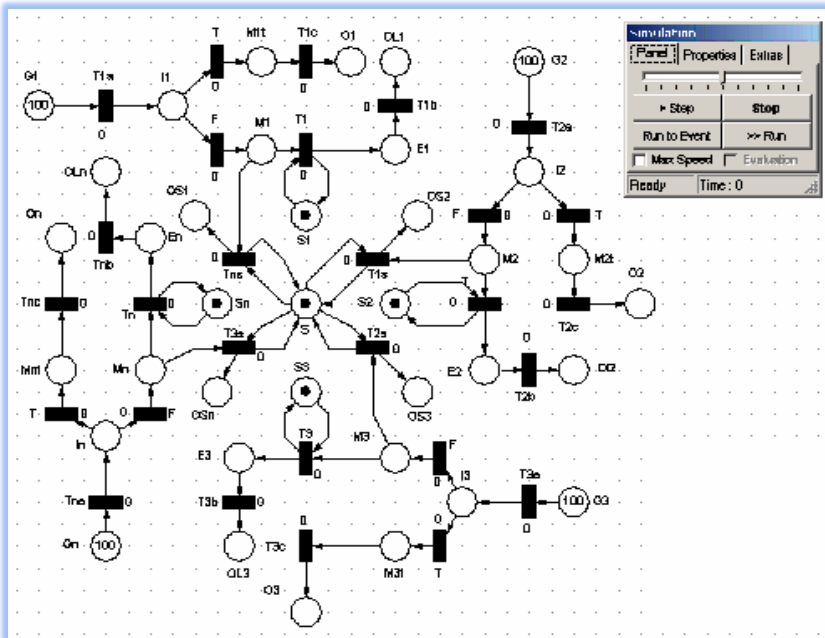 Simulation
Panel Properties Extras
Step Stop
Run to Event >> Run
Max Speed Evaluation
Ready Time : 0
T M1t T1c O1 OL1
G1 T1a I1
100
0 0 0
0 T1b
F M1 T1
0 0 E1
S1
G2
100
0 T2a
I2
F 0 0 T
M2 M2t
O2
0 T2c
OS1 OS2
Tns 0
0 T1s
S
S2
T
0
E2
0
T2b
T3s 0
T2s 0
OSn OS3
OLn
On
0 Tnb
En
Tnc 0
Tn 0
Sn
Mn
T 0 0 F
In
Tna 0
Gn
100
S3
T3
0
E3
T3b 0
OL3
M3
F
0
I3
T3a
0
100
G3
0
T3c
O3
M3t
0
T